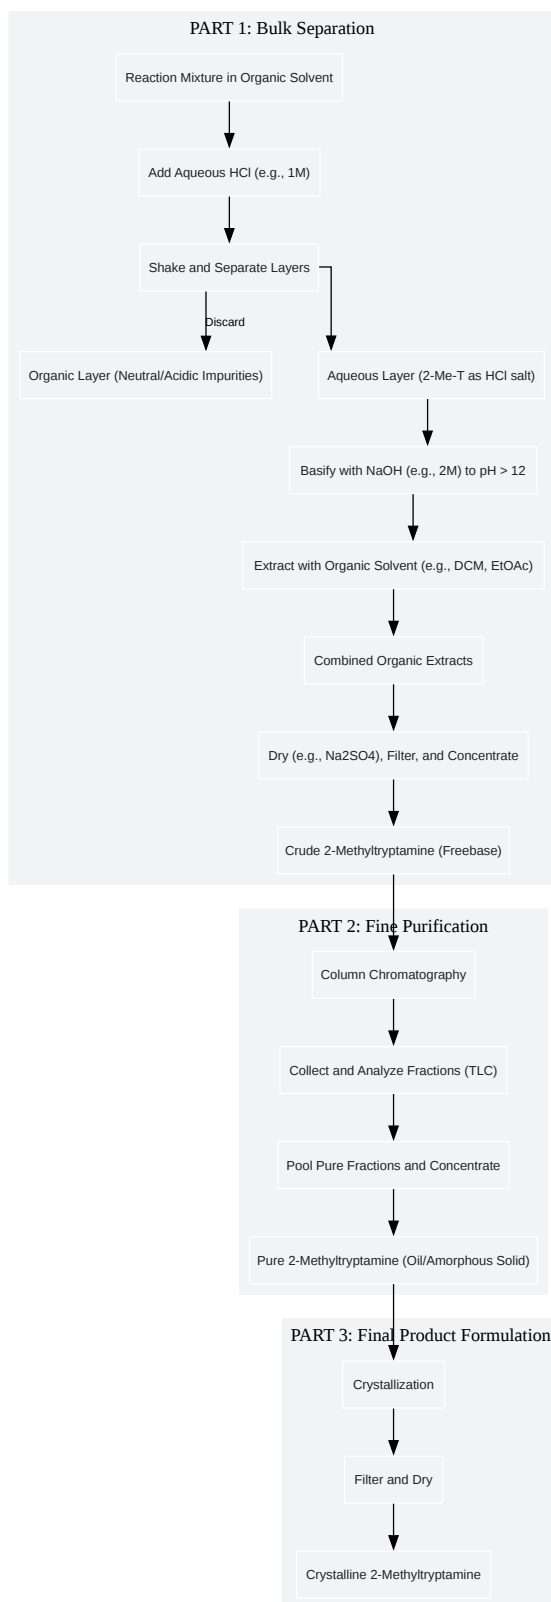 PART 1: Bulk Separation
Reaction Mixture in Organic Solvent
Add Aqueous HCl (e.g., 1M)
Shake and Separate Layers
Discard
Organic Layer (Neutral/Acidic Impurities)
Aqueous Layer (2-Me-T as HCl salt)
Basify with NaOH (e.g., 2M) to pH > 12
Extract with Organic Solvent (e.g., DCM, EtOAc)
Combined Organic Extracts
Dry (e.g., Na2SO4), Filter, and Concentrate
Crude 2-Methyltryptamine (Freebase)
PART 2: Fine Purification
Column Chromatography
Collect and Analyze Fractions (TLC)
Pool Pure Fractions and Concentrate
Pure 2-Methyltryptamine (Oil/Amorphous Solid)
PART 3: Final Product Formulation
Crystallization
Filter and Dry
Crystalline 2-Methyltryptamine